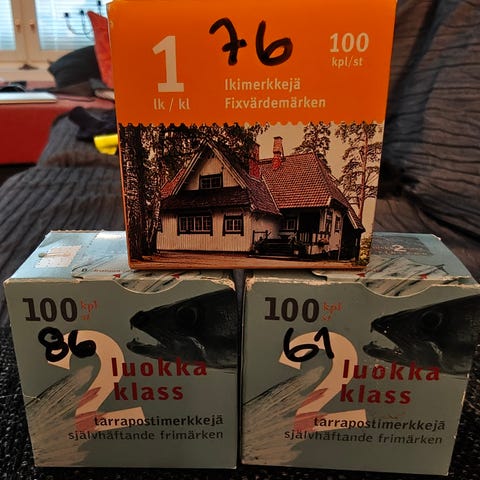 1
lk / kl
76
100
kpl/st
Ikimerkkejä
Fixvärdemärken
100 kpl
st
86
2 luokka
klass
tarrapostimerkkejä
självhäftande frimärken
100 kpl
st
61
2 luokka
klass
tarrapostimerkkejä
självhäftande frimärken